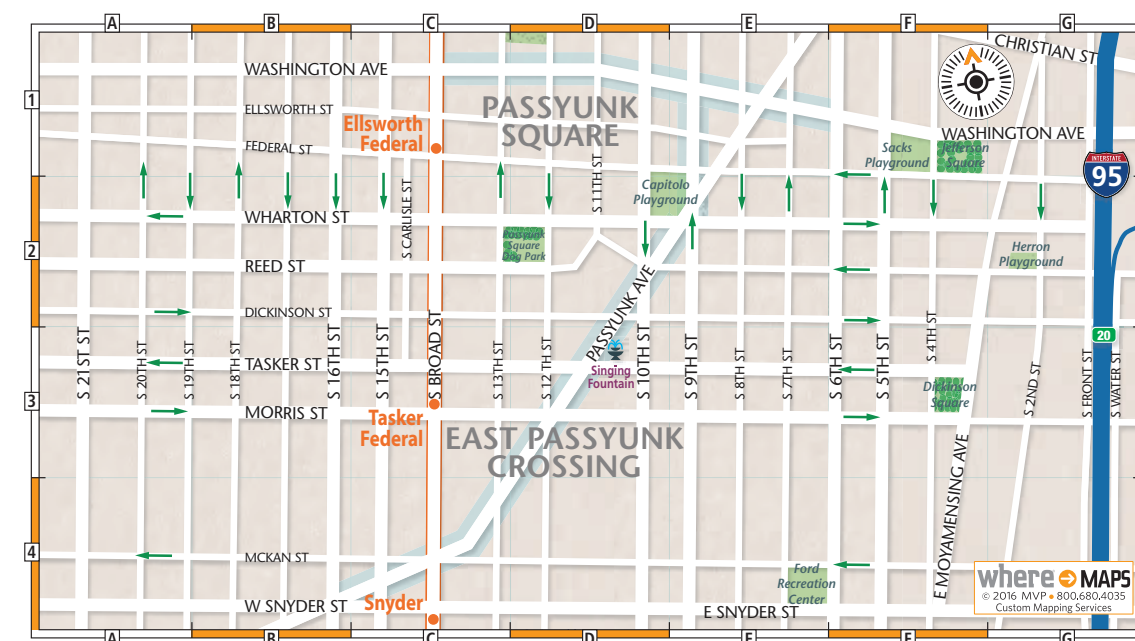 A B C D E F G
1
2
3
4
CHRISTIAN ST
WASHINGTON AVE
ELLSWORTH ST
FEDERAL ST
Ellsworth
Federal
PASSYUNK
SQUARE
WASHINGTON AVE
Sacks
Playground
Jefferson
Square
INTERSTATE
95
S 11TH ST
Capitolo
Playground
S CARLISLE ST
WHARTON ST
Passyunk
Square
Dog Park
REED ST
Herron
Playground
DICKINSON ST
PASSYUNK AVE
20
S 21ST ST
S 20TH ST
S 19TH ST
S 18TH ST
S 16TH ST
S 15TH ST
S BROAD ST
S 13TH ST
S 12 TH ST
S 10TH ST
S 9TH ST
S 8TH ST
S 7TH ST
S 6TH ST
S 5TH ST
S 4TH ST
S 2ND ST
S FRONT ST
S WATER ST
TASKER ST
Singing
Fountain
Dickinson
Square
MORRIS ST
Tasker
Federal
EAST PASSYUNK
CROSSING
E MOYAMENSING AVE
MCKAN ST
Ford
Recreation
Center
W SNYDER ST
Snyder
E SNYDER ST
where MAPS
© 2016 MVP • 800.680.4035
Custom Mapping Services
A B C D E F G